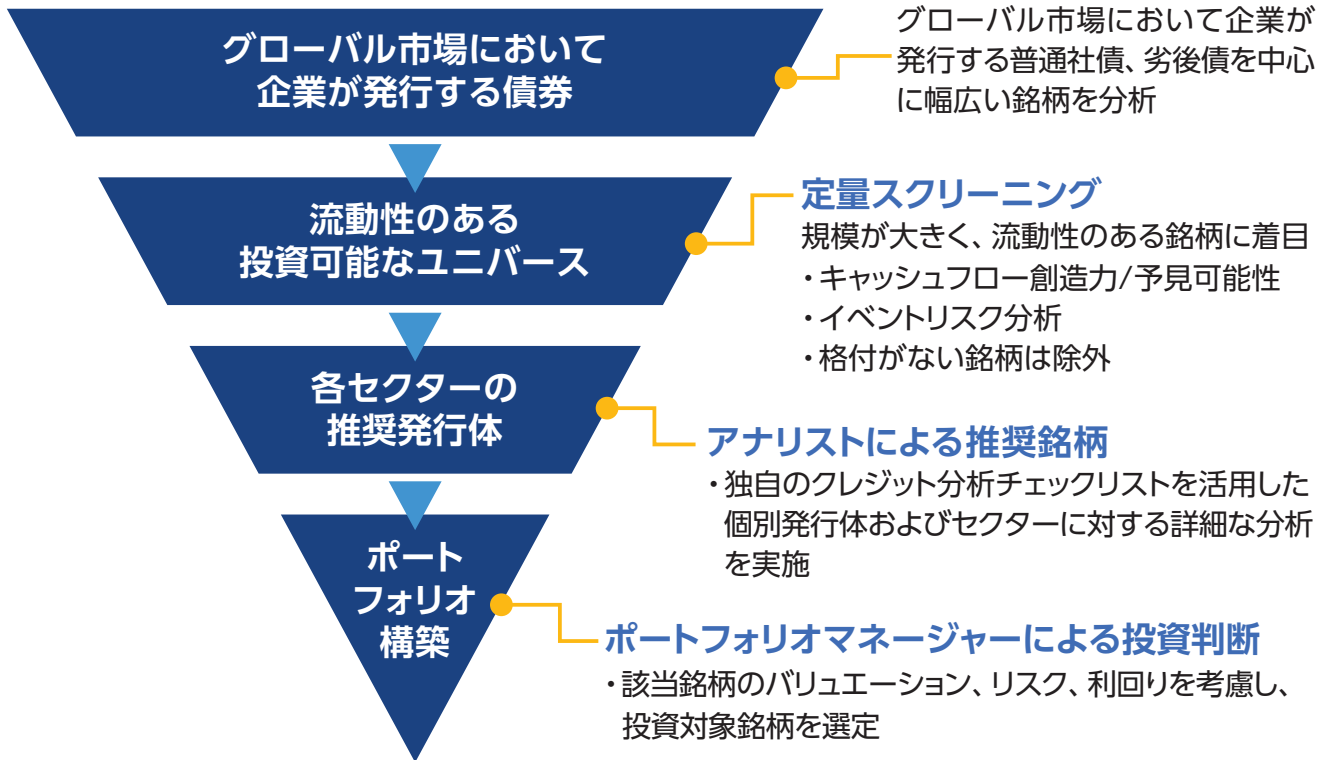 グローバル市場において
企業が発行する債券
グローバル市場において企業が
発行する普通社債、劣後債を中心
に幅広い銘柄を分析
流動性のある
投資可能なユニバース
定量スクリーニング
規模が大きく、流動性のある銘柄に着目
・キャッシュフロー創造力/予見可能性
・イベントリスク分析
・格付がない銘柄は除外
各セクターの
推奨発行体
アナリストによる推奨銘柄
・独自のクレジット分析チェックリストを活用した
個別発行体およびセクターに対する詳細な分析
を実施
ポート
フォリオ
構築
ポートフォリオマネージャーによる投資判断
・該当銘柄のバリュエーション、リスク、利回りを考慮し、
投資対象銘柄を選定